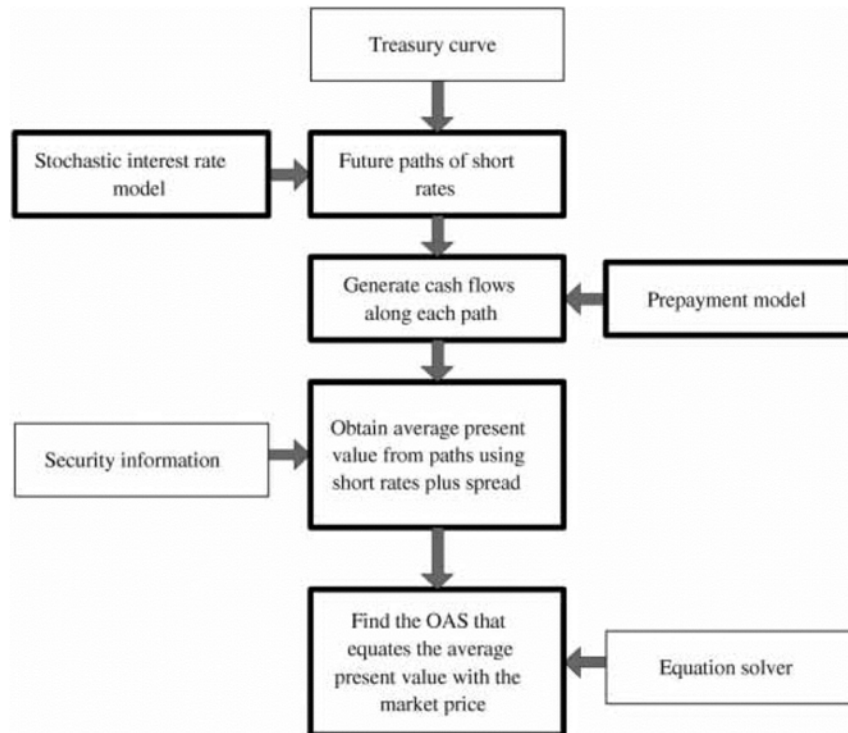 Treasury curve
Stochastic interest rate
model
Future paths of short
rates
Generate cash flows
along each path
Prepayment model
Security information
Obtain average present
value from paths using
short rates plus spread
Find the OAS that
equates the average
present value with the
market price
Equation solver